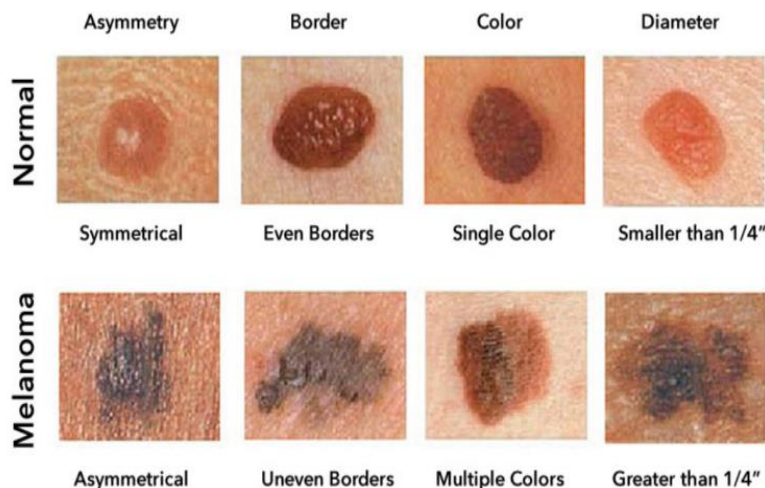 Asymmetry Border Color Diameter
Normal
Symmetrical Even Borders Single Color Smaller than 1/4"
Melanoma
Asymmetrical Uneven Borders Multiple Colors Greater than 1/4"